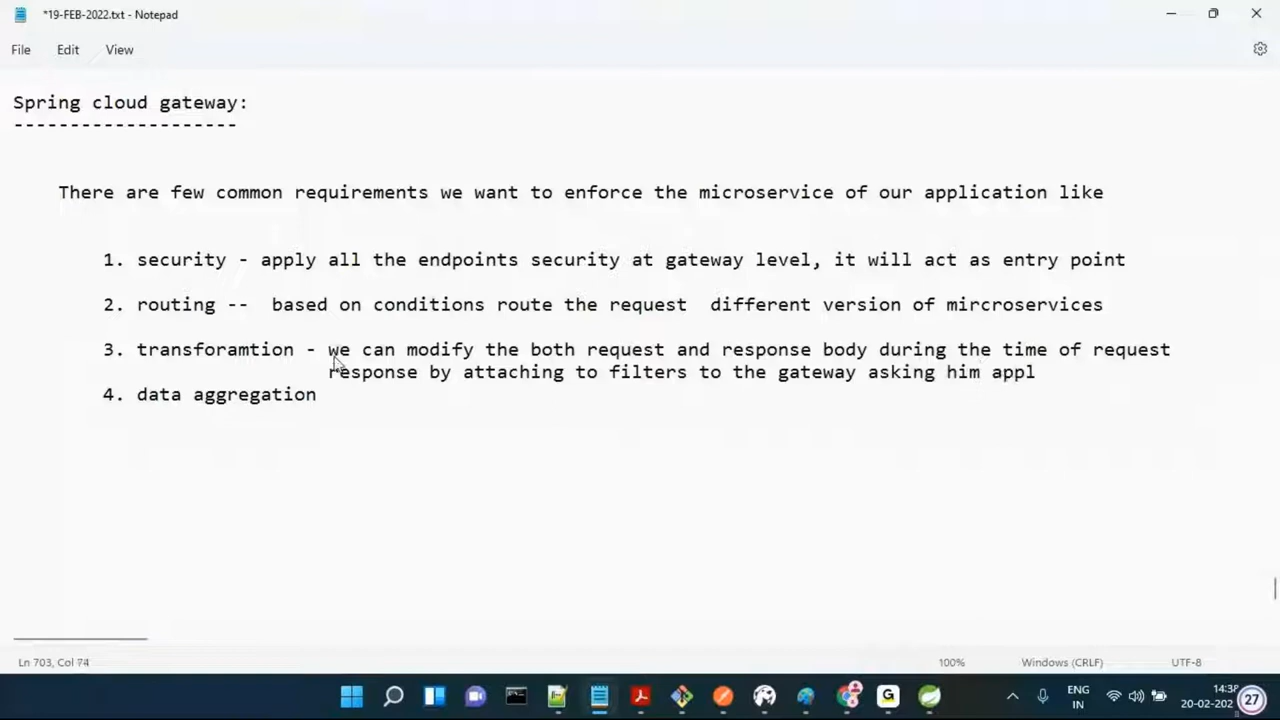 *19-FEB-2022.txt - Notepad
File Edit View
Spring cloud gateway:
--------------------
There are few common requirements we want to enforce the microservice of our application like
1. security - apply all the endpoints security at gateway level, it will act as entry point
2. routing -- based on conditions route the request different version of mircroservices
3. transforamtion - we can modify the both request and response body during the time of request
response by attaching to filters to the gateway asking him appl
4. data aggregation
Ln 703, Col 74 100% Windows (CRLF) UTF-8
ENG 14:38
IN 20-02-202 27